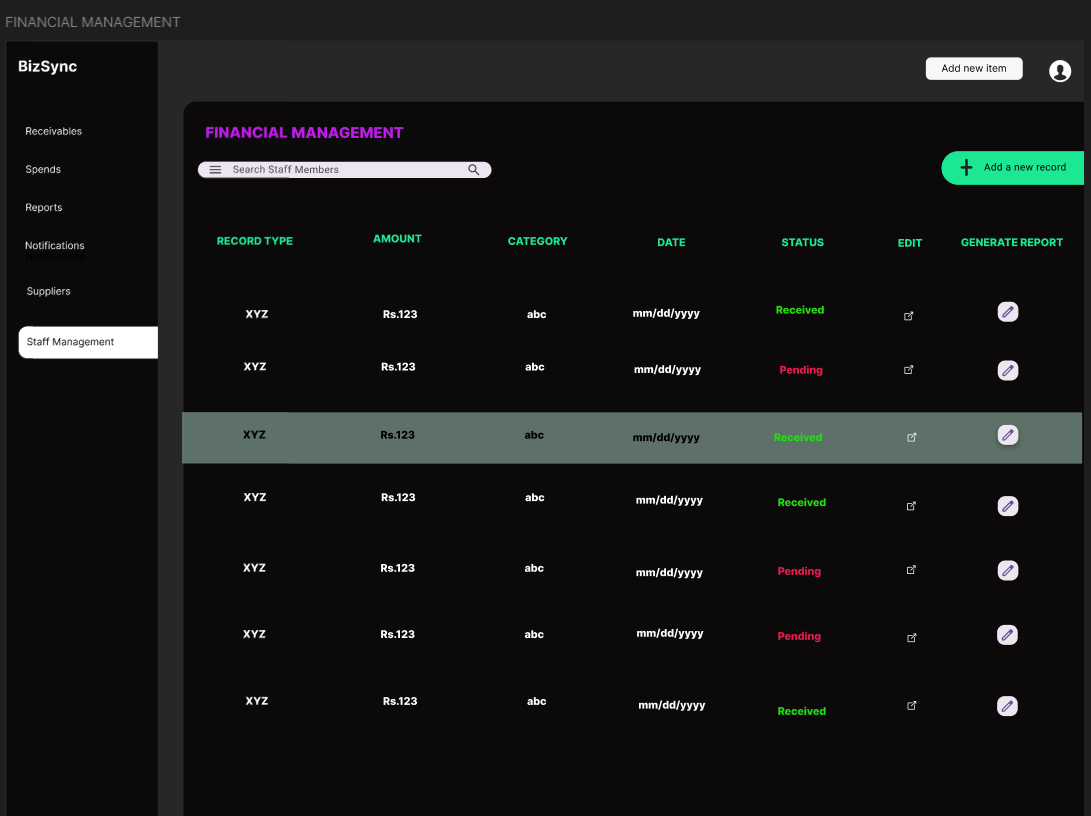 FINANCIAL MANAGEMENT
BizSync
Add new item
Receivables
Spends
Reports
Notifications
Suppliers
Staff Management
FINANCIAL MANAGEMENT
Search Staff Members
Add a new record
RECORD TYPE AMOUNT CATEGORY DATE STATUS EDIT GENERATE REPORT
XYZ Rs.123 abc mm/dd/yyyy Received
XYZ Rs.123 abc mm/dd/yyyy Pending
XYZ Rs.123 abc mm/dd/yyyy Received
XYZ Rs.123 abc mm/dd/yyyy Received
XYZ Rs.123 abc mm/dd/yyyy Pending
XYZ Rs.123 abc mm/dd/yyyy Pending
XYZ Rs.123 abc mm/dd/yyyy Received